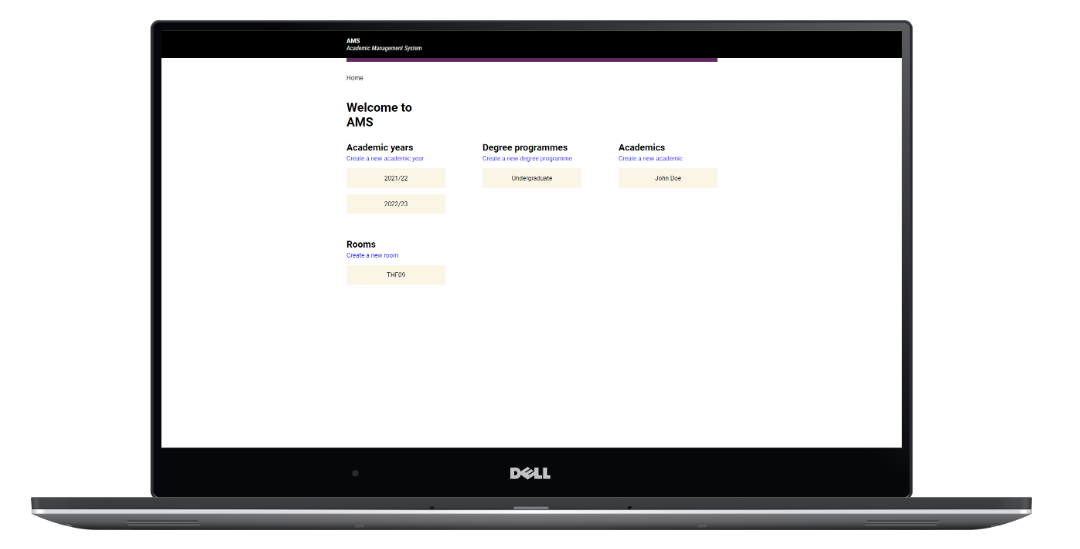 AMS
Academic Management System
Home
Welcome to
AMS
Academic years
Create a new academic year
2021/22
2022/23
Degree programmes
Create a new degree programme
Undergraduate
Academics
Create a new academic
John Doe
Rooms
Create a new room
THF09
DELL